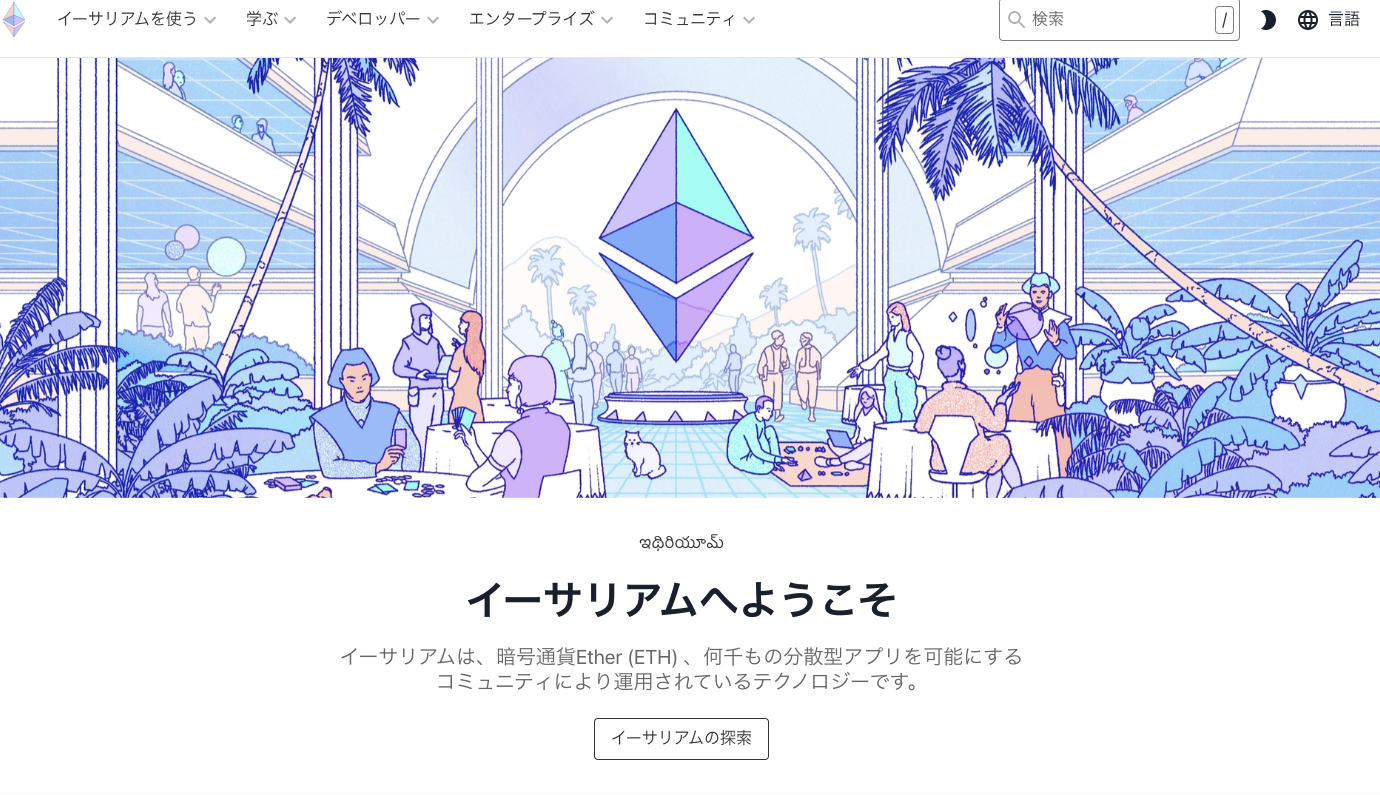 イーサリアムを使う 学ぶ デベロッパー エンタープライズ コミュニティ 検索 / 言語
ഇഥിരിയൂമ്
イーサリアムへようこそ
イーサリアムは、暗号通貨Ether (ETH) 、何千もの分散型アプリを可能にする
コミュニティにより運用されているテクノロジーです。
イーサリアムの探索